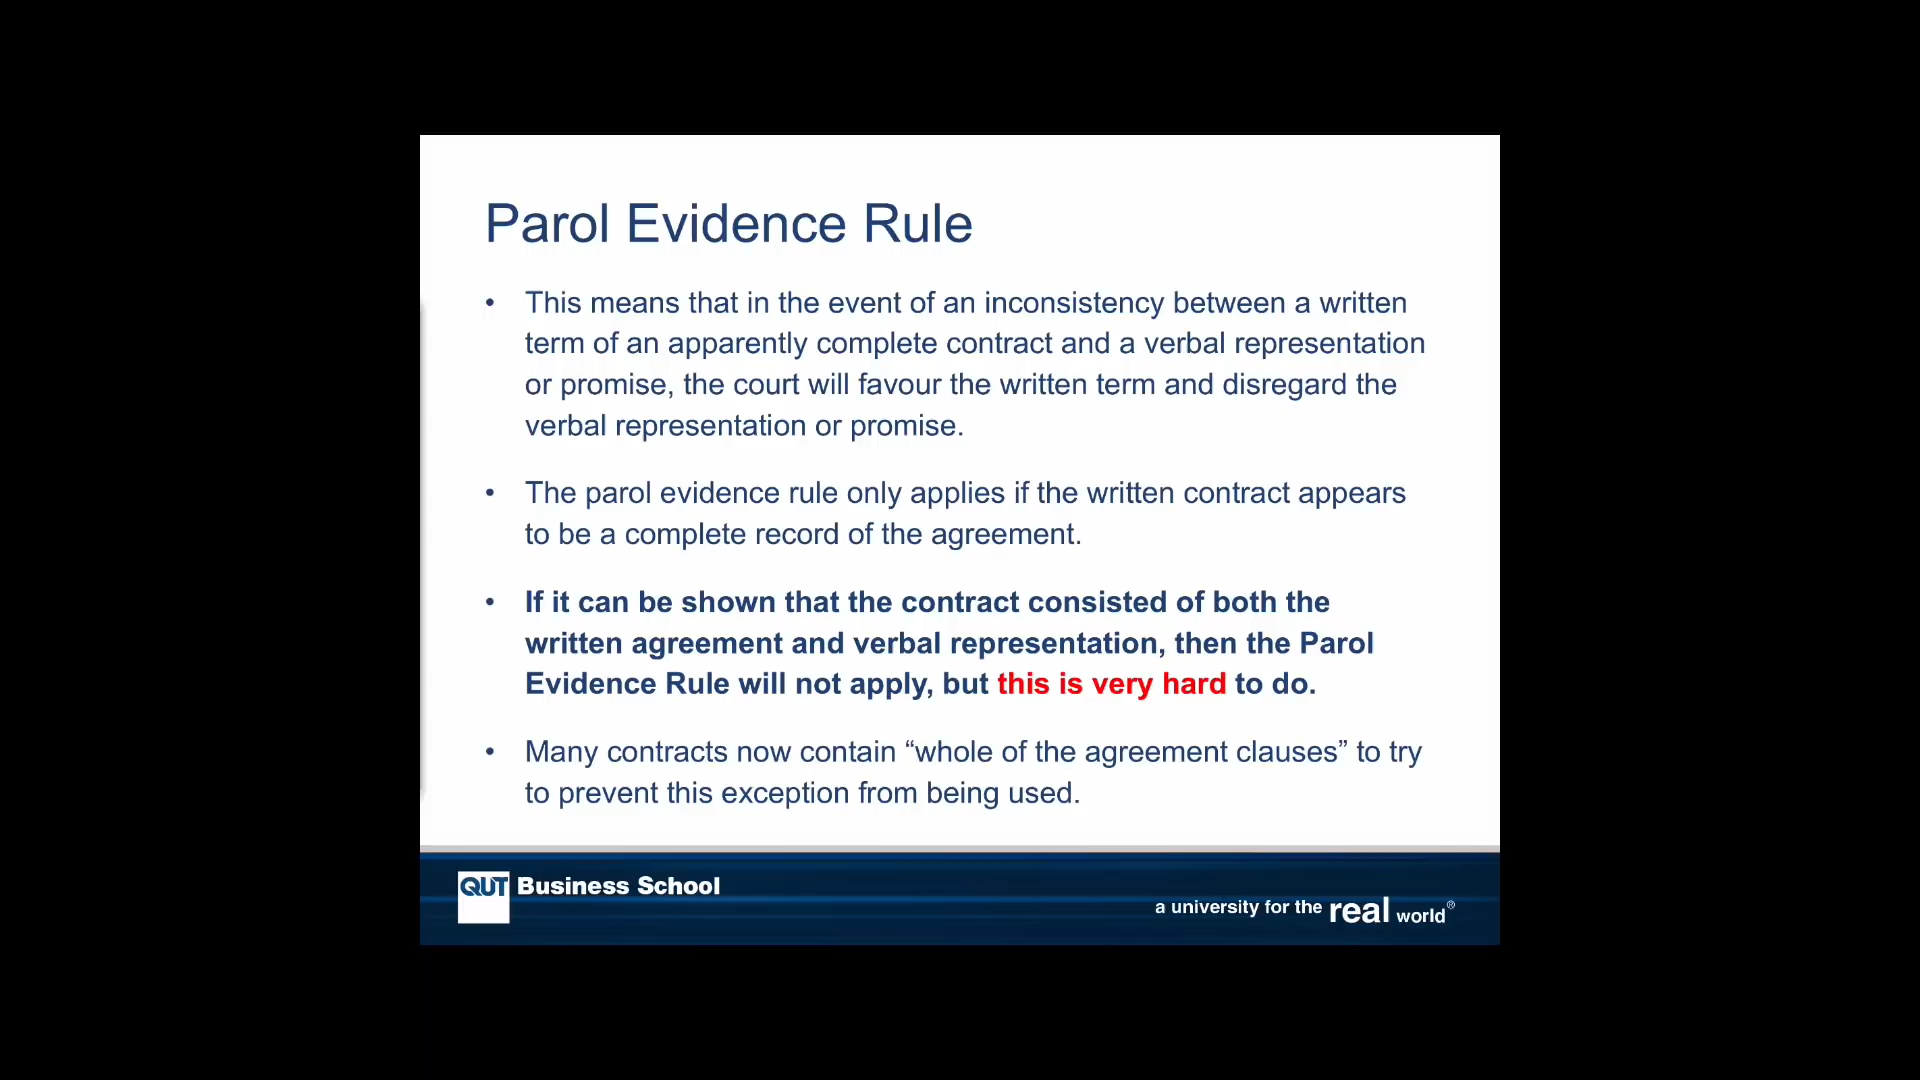 Parol Evidence Rule
• This means that in the event of an inconsistency between a written
term of an apparently complete contract and a verbal representation
or promise, the court will favour the written term and disregard the
verbal representation or promise.
• The parol evidence rule only applies if the written contract appears
to be a complete record of the agreement.
• If it can be shown that the contract consisted of both the
written agreement and verbal representation, then the Parol
Evidence Rule will not apply, but this is very hard to do.
• Many contracts now contain “whole of the agreement clauses” to try
to prevent this exception from being used.
QUT Business School
a university for the real world®